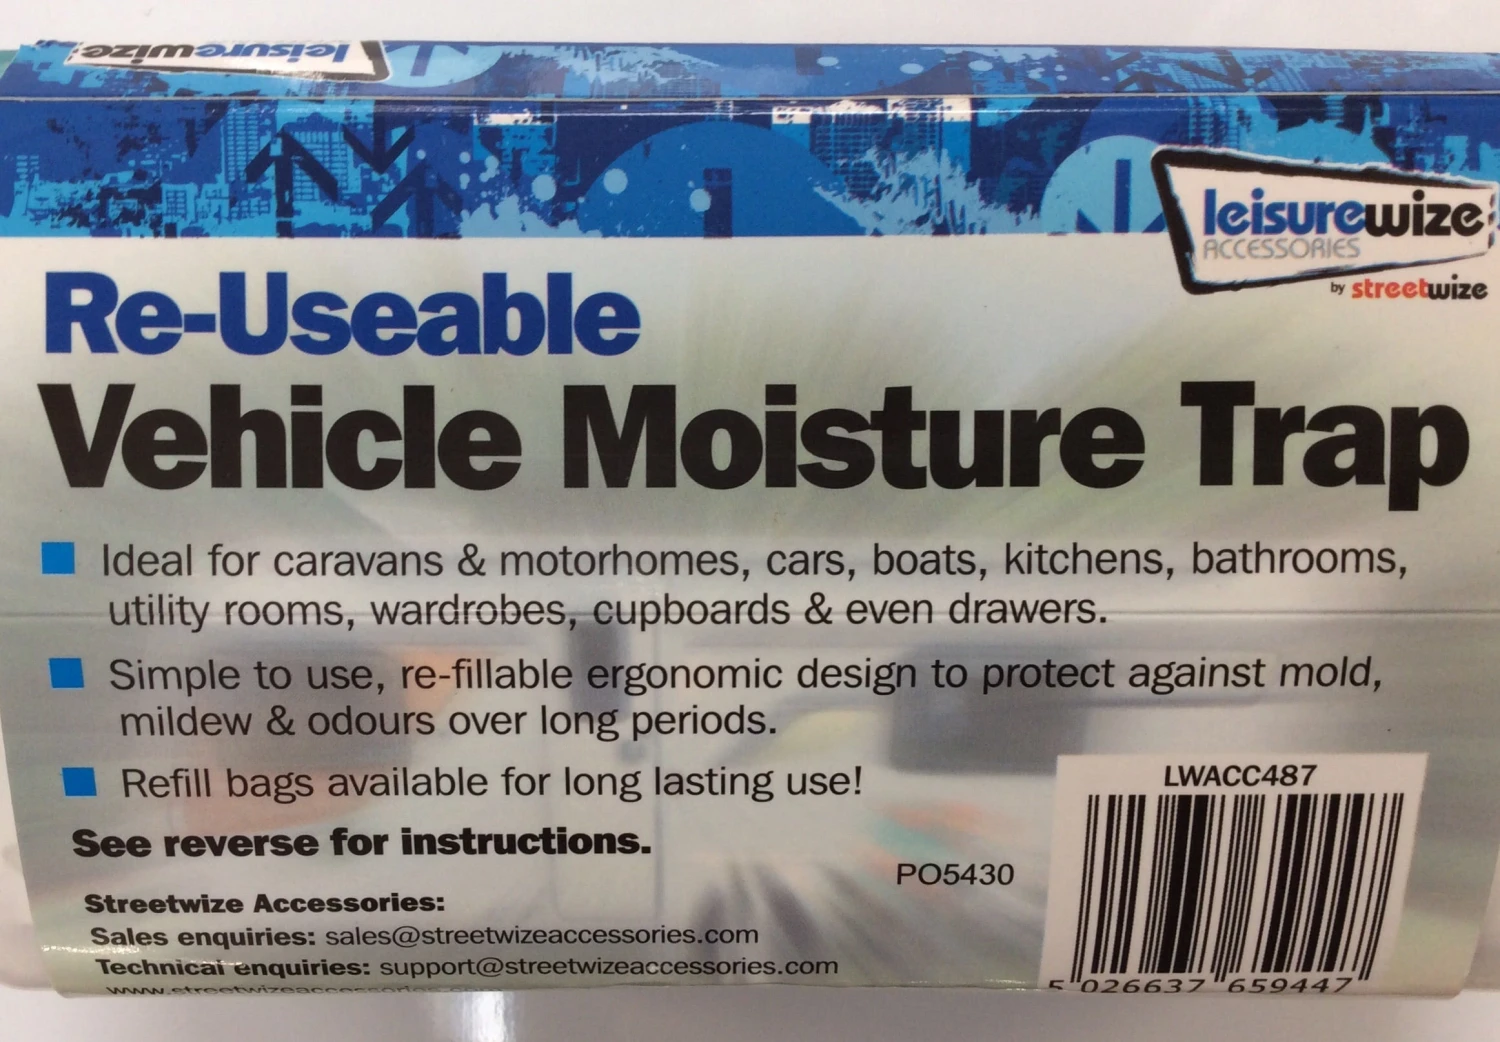 leisurewize
leisurewize
ACCESSORIES
by streetwize
Re-Useable
Vehicle Moisture Trap
Ideal for caravans & motorhomes, cars, boats, kitchens, bathrooms,
utility rooms, wardrobes, cupboards & even drawers.
Simple to use, re-fillable ergonomic design to protect against mold,
mildew & odours over long periods.
Refill bags available for long lasting use!
See reverse for instructions.
PO5430
LWACC487
Streetwize Accessories:
Sales enquiries: sales@streetwizeaccessories.com
Technical enquiries: support@streetwizeaccessories.com
www.streetwizeaccessories.com
5 026637 659447